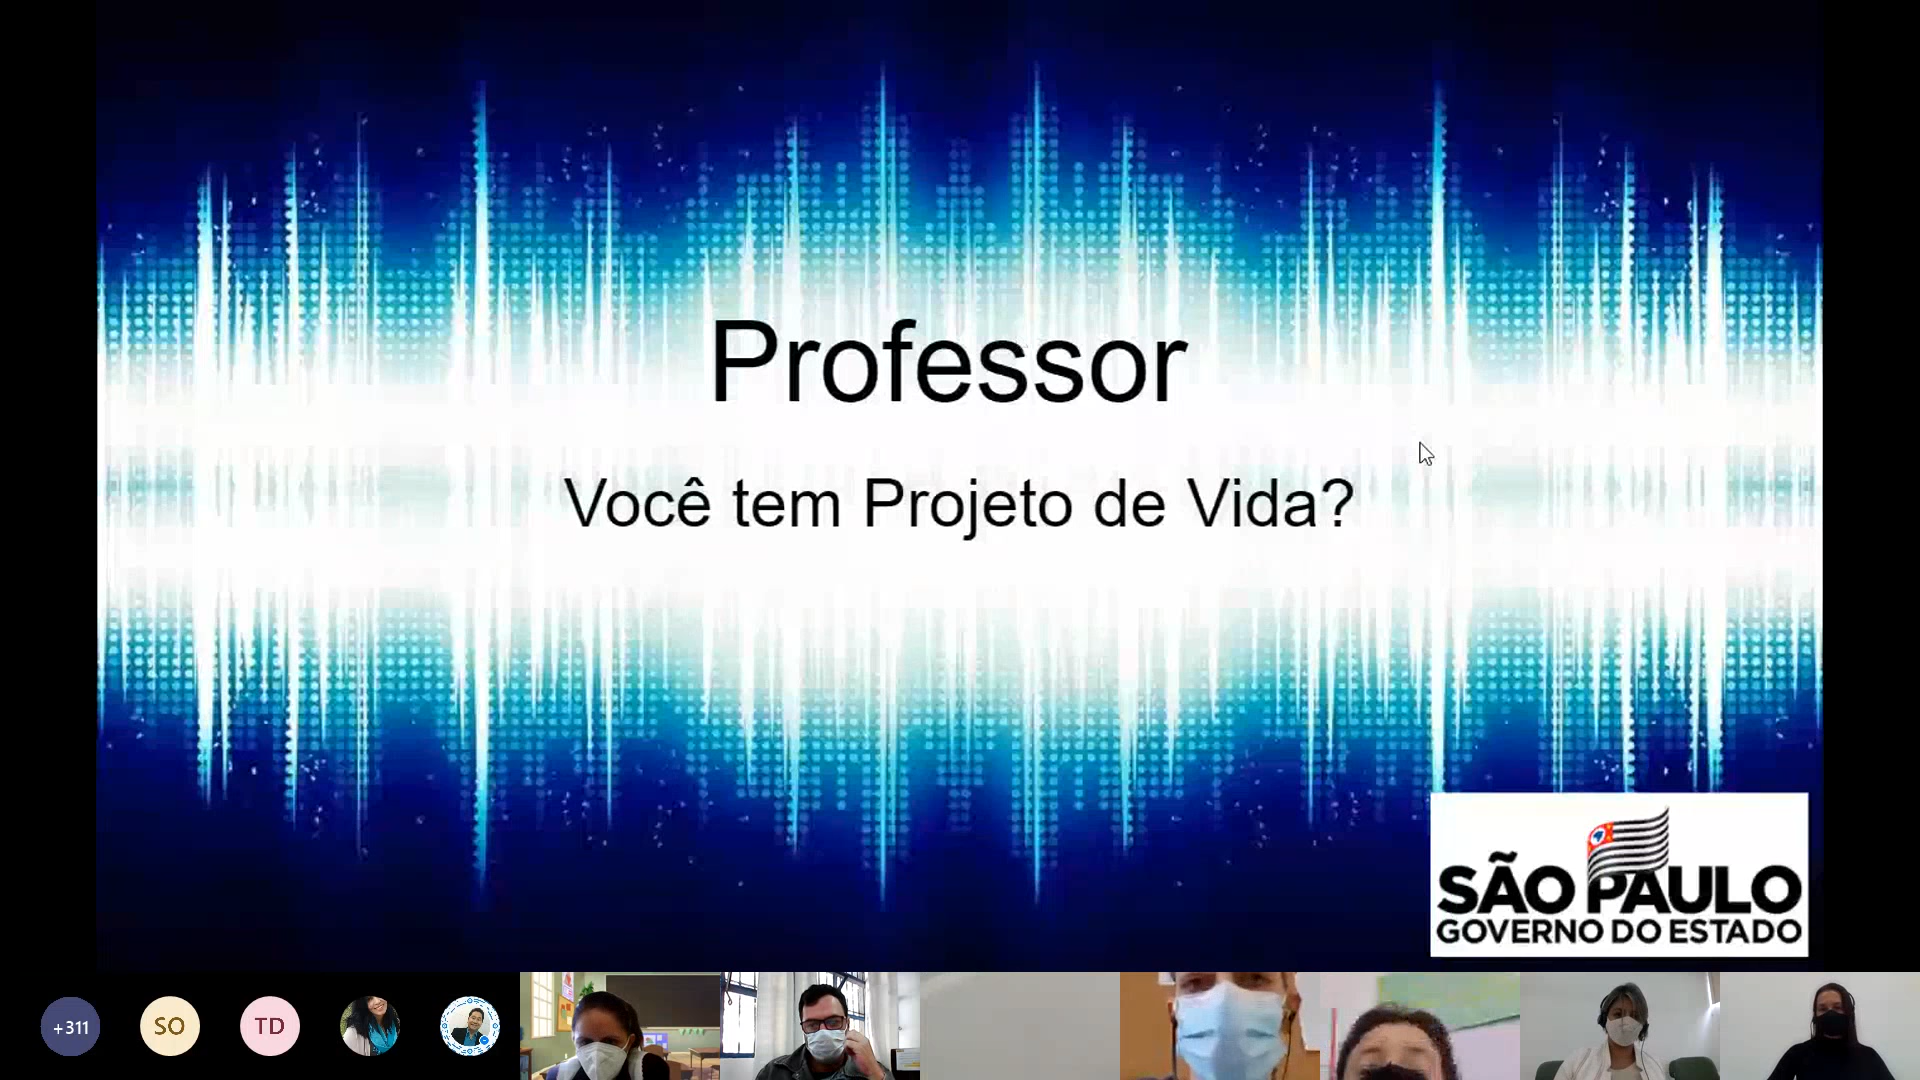 Professor
Você tem Projeto de Vida?
SÃO PAULO
GOVERNO DO ESTADO
+311
SO
TD